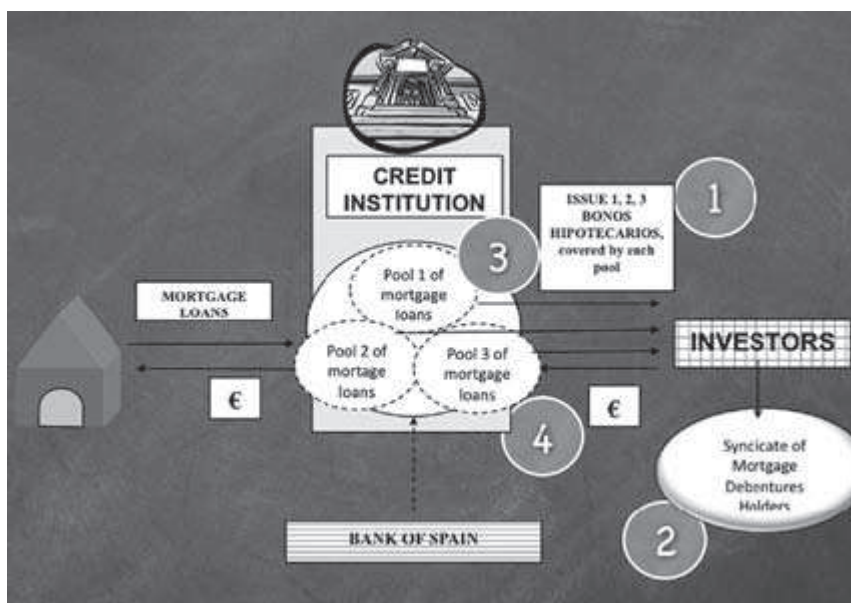 CREDIT
INSTITUTION
ISSUE 1, 2, 3
BONOS
HIPOTECARIOS,
covered by each
pool
1
3
Pool 1 of
mortgage
loans
MORTGAGE
LOANS
Pool 2 of
mortage
loans
Pool 3 of
mortgage
loans
INVESTORS
€
€
4
Syncicate of
Mortgage
Debentures
Holders
2
BANK OF SPAIN